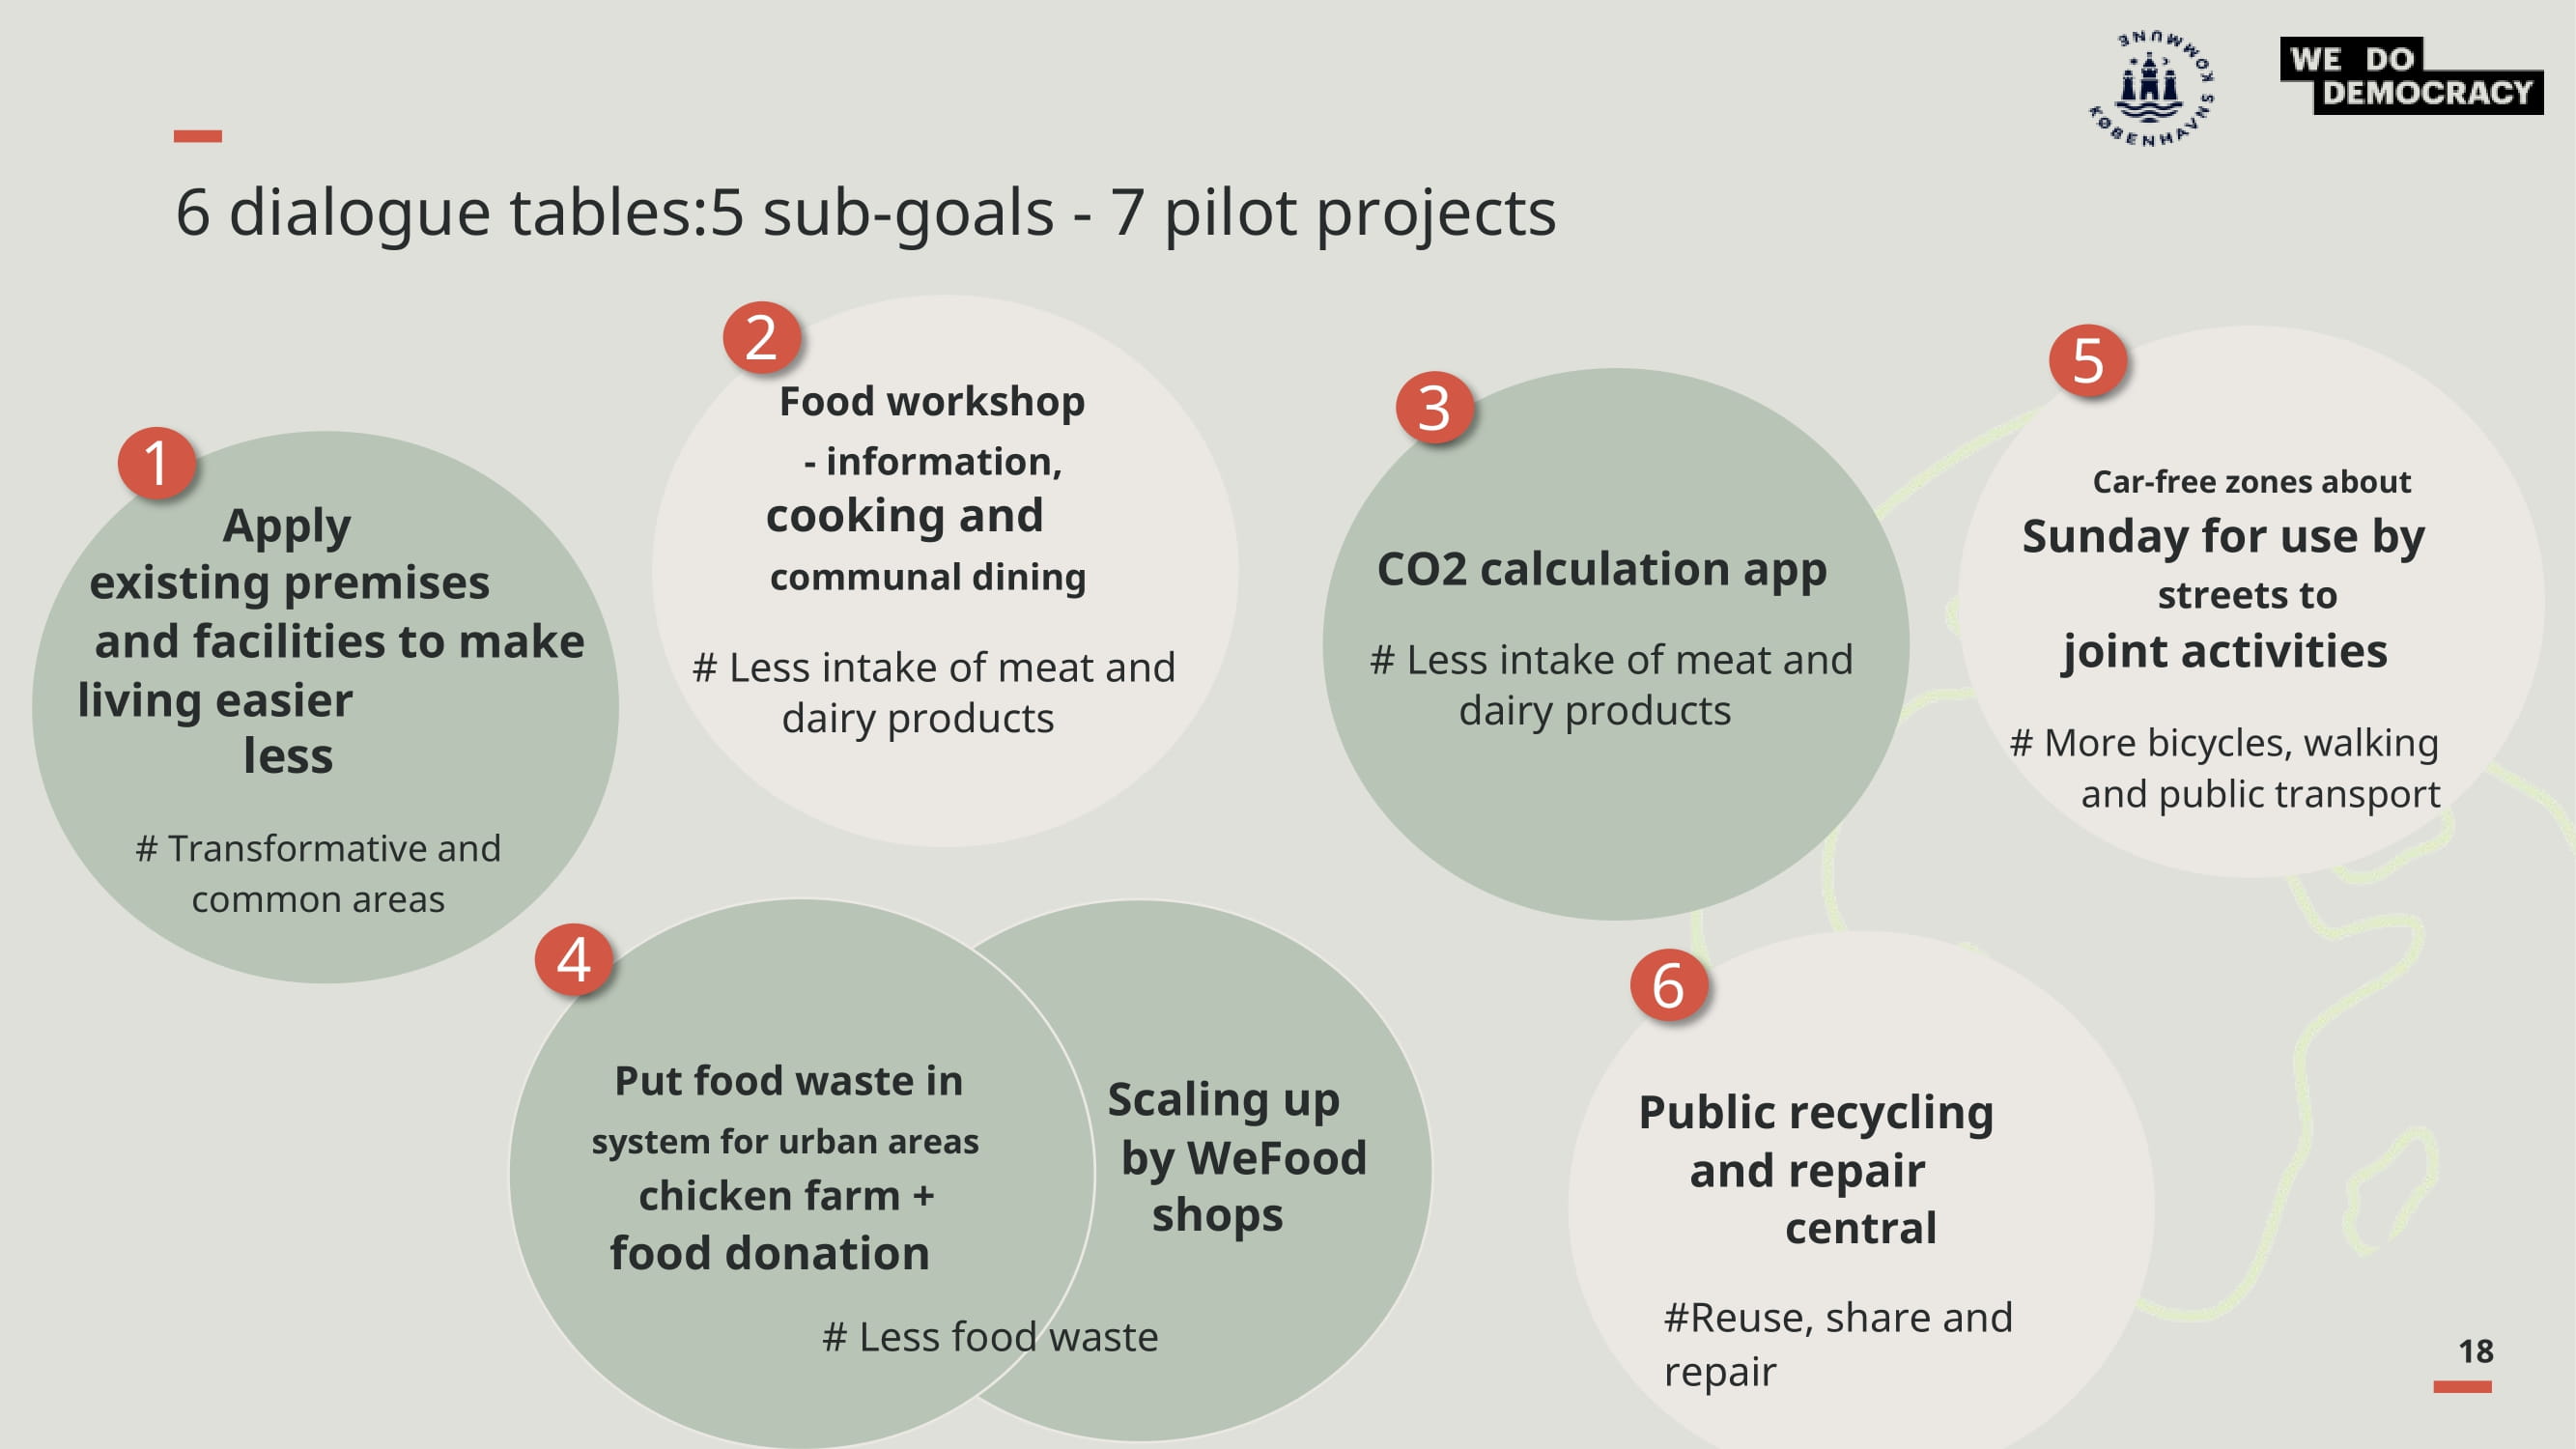 KØBENHAVNS KOMMUNE
WE DO
DEMOCRACY
6 dialogue tables:5 sub-goals - 7 pilot projects
1
Apply
existing premises
and facilities to make
living easier
less
# Transformative and
common areas
2
Food workshop
- information,
cooking and
communal dining
# Less intake of meat and
dairy products
3
CO2 calculation app
# Less intake of meat and
dairy products
5
Car-free zones about
Sunday for use by
streets to
joint activities
# More bicycles, walking
and public transport
4
Put food waste in
system for urban areas
chicken farm +
food donation
Scaling up
by WeFood
shops
# Less food waste
6
Public recycling
and repair
central
#Reuse, share and
repair
18